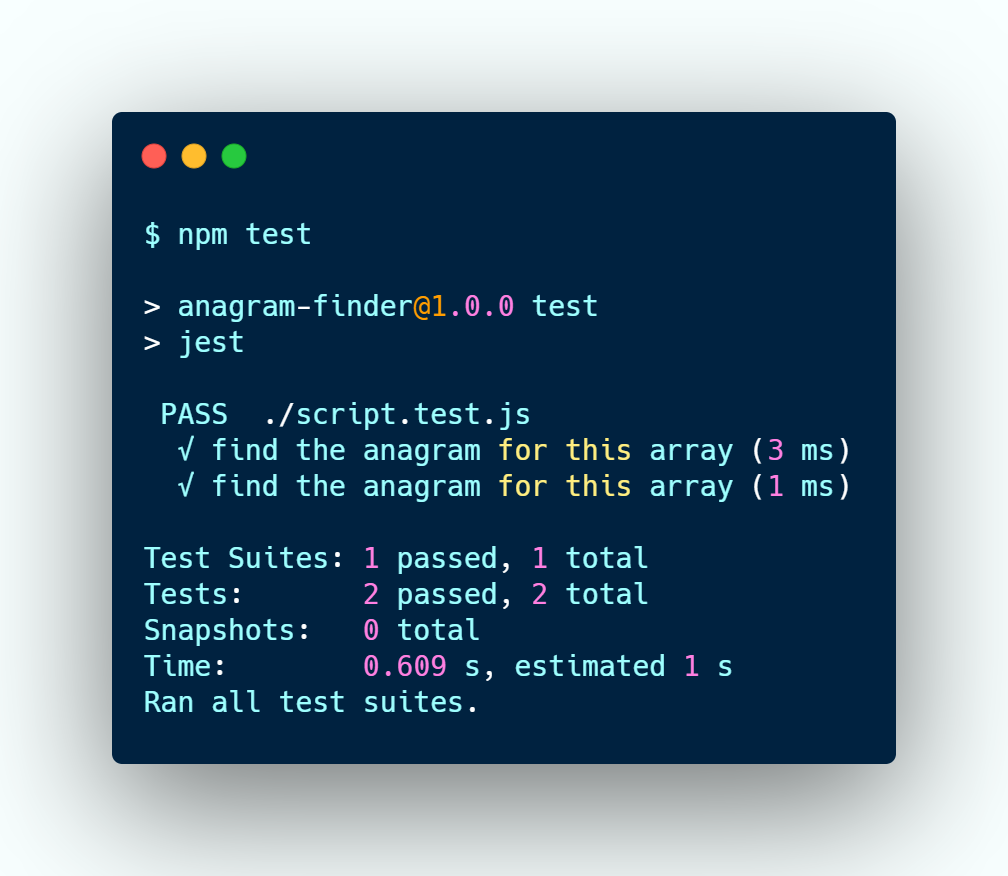 $ npm test
> anagram-finder@1.0.0 test
> jest
PASS  ./script.test.js
√ find the anagram for this array (3 ms)
√ find the anagram for this array (1 ms)
Test Suites: 1 passed, 1 total
Tests:       2 passed, 2 total
Snapshots:   0 total
Time:        0.609 s, estimated 1 s
Ran all test suites.